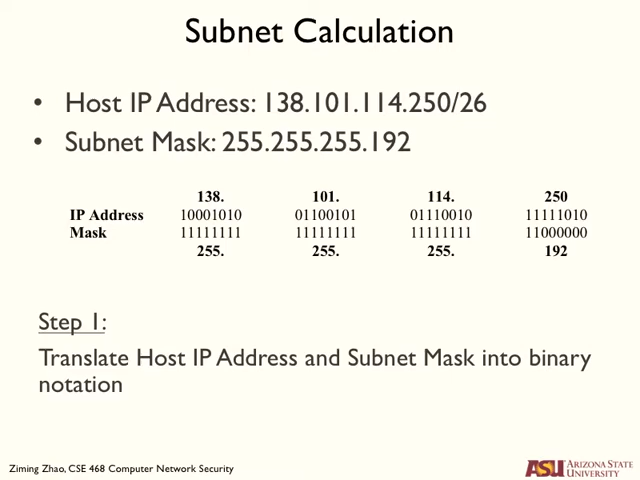 Subnet Calculation
• Host IP Address: 138.101.114.250/26
• Subnet Mask: 255.255.255.192
138. 101. 114. 250
IP Address 10001010 01100101 01110010 11111010
Mask 11111111 11111111 11111111 11000000
255. 255. 255. 192
Step 1:
Translate Host IP Address and Subnet Mask into binary
notation
Ziming Zhao, CSE 468 Computer Network Security
ASU ARIZONA STATE
UNIVERSITY